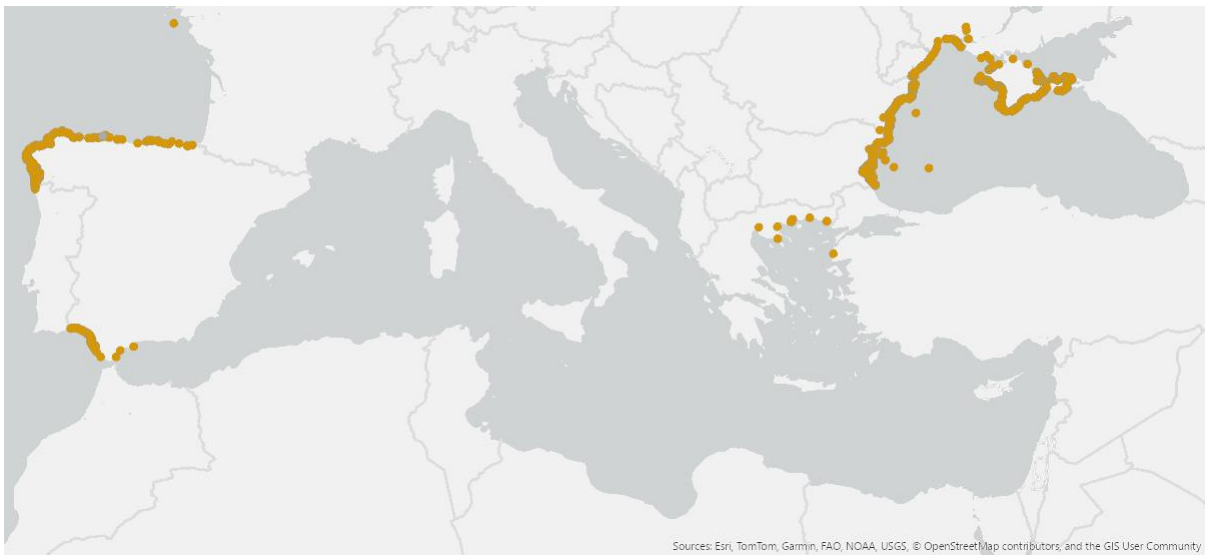 Sources: Esri, TomTom, Garmin, FAO, NOAA, USGS, © OpenStreetMap contributors, and the GIS User Community